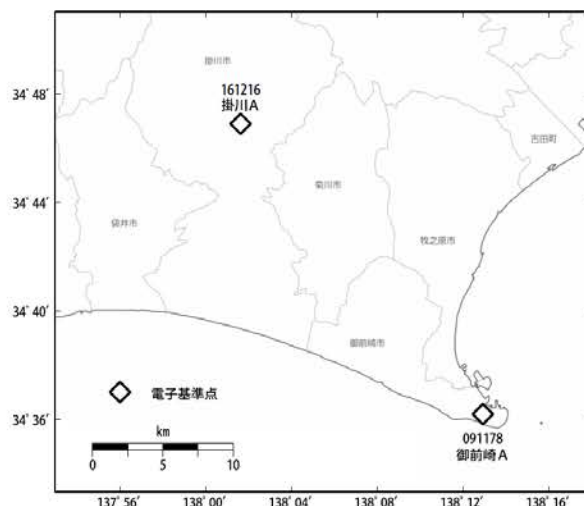 34°48′
34°44′
34°40′
34°36′
掛川市
161216
掛川A
吉田町
菊川市
袋井市
牧之原市
御前崎市
電子基準点
km
0 5 10
091178
御前崎A
137°56′ 138°00′ 138°04′ 138°08′ 138°12′ 138°16′